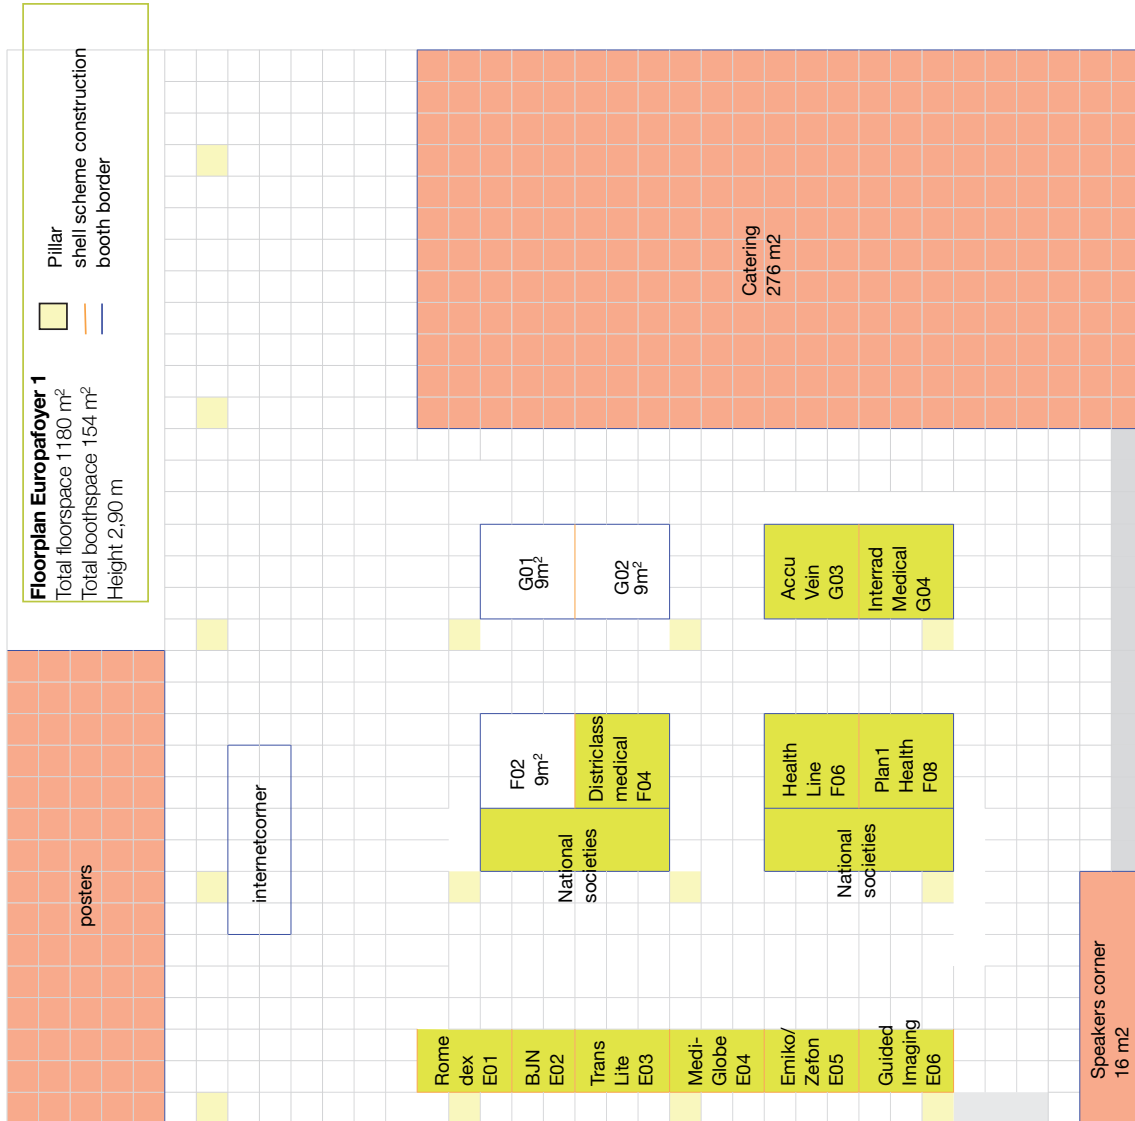 Floorplan Europafoyer 1
Total floorspace 1180 m²
Total boothspace 154 m²
Height 2,90 m
Pillar
shell scheme construction
booth border
posters
internetcorner
Catering
276 m2
G01
9m²
G02
9m²
Accu
Vein
G03
Interrad
Medical
G04
F02
9m²
Districlass
medical
F04
Health
Line
F06
Plan1
Health
F08
National
societies
National
societies
Rome
dex
E01
BJN
E02
Trans
Lite
E03
Medi-
Globe
E04
Emiko/
Zefon
E05
Guided
Imaging
E06
Speakers corner
16 m2